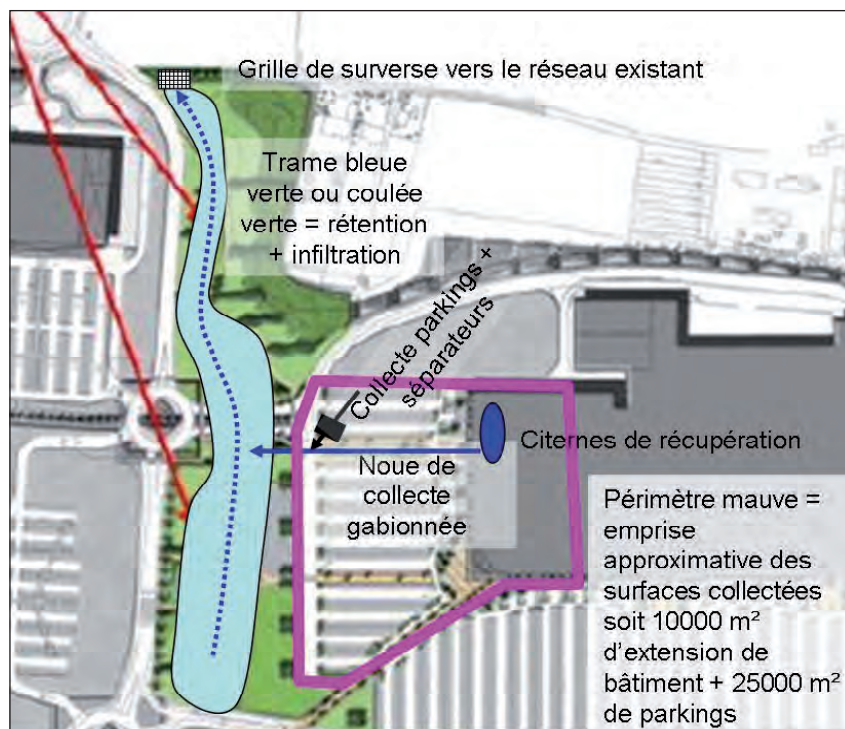 Grille de surverse vers le réseau existant
Trame bleue
verte ou coulée
verte = rétention
+ infiltration
Collecte parkings +
séparateurs
Citernes de récupération
Noue de
collecte
gabionnée
Périmètre mauve =
emprise
approximative des
surfaces collectées
soit 10000 m²
d'extension de
bâtiment + 25000 m²
de parkings